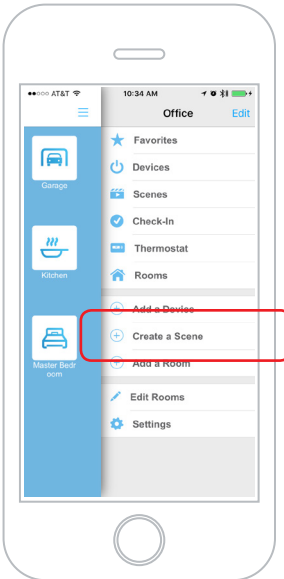 ●●○○○ AT&T 10:34 AM
Office Edit
Garage
Kitchen
Master Bedr
oom
Favorites
Devices
Scenes
Check-In
Thermostat
Rooms
Add a Device
Create a Scene
Add a Room
Edit Rooms
Settings